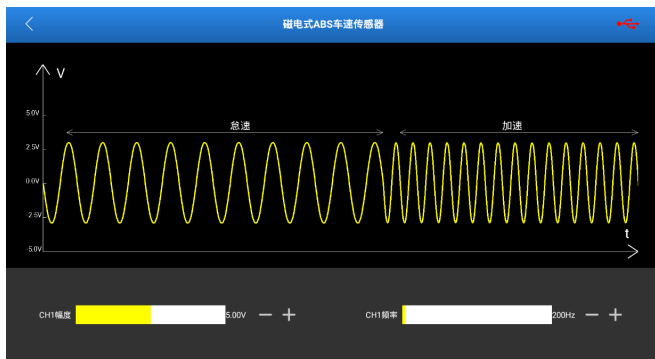 磁电式ABS车速传感器
V
5.0V
怠速
加速
2.5V
0.0V
-2.5V
t
-5.0V
CH1幅度 5.00V
CH1频率 200Hz